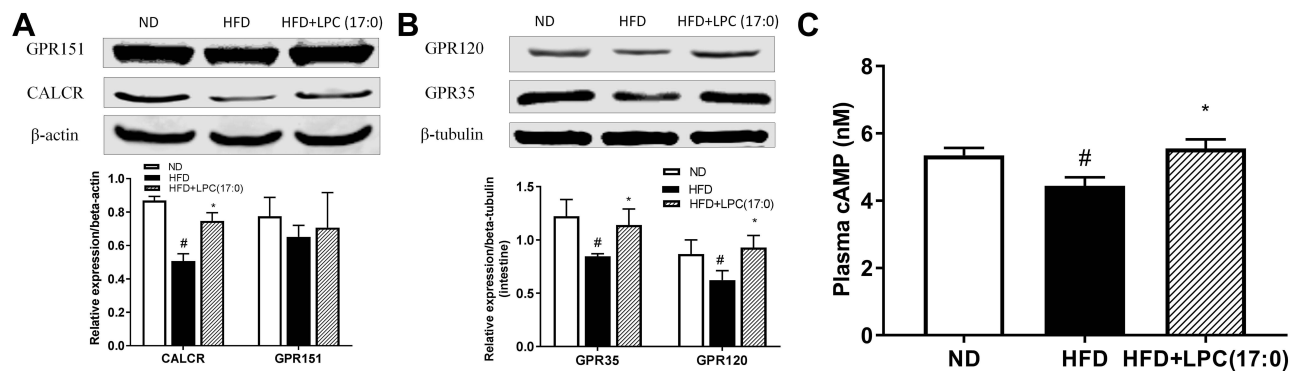 A
ND HFD HFD+LPC (17:0)
GPR151
CALCR
β-actin
ND
HFD
HFD+LPC(17:0)
Relative expression/beta-actin
1.0
0.8
0.6
0.4
0.2
0.0
#
*
CALCR GPR151
B
ND HFD HFD+LPC (17:0)
GPR120
GPR35
β-tubulin
ND
HFD
HFD+LPC(17:0)
Relative expression/beta-tubulin
(intestine)
1.5
1.0
0.5
0.0
#
*
#
*
GPR35 GPR120
C
Plasma cAMP (nM)
8
6
4
2
0
#
*
ND HFD HFD+LPC(17:0)